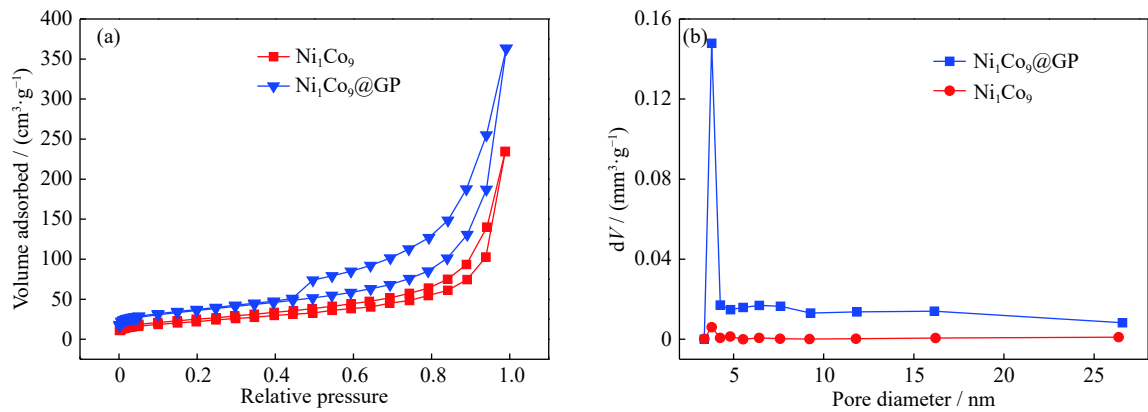 (a)
Ni₁Co₉
Ni₁Co₉@GP
Volume adsorbed / (cm³·g⁻¹)
400
350
300
250
200
150
100
50
0
0
0.2
0.4
0.6
0.8
1.0
Relative pressure
(b)
Ni₁Co₉@GP
Ni₁Co₉
dV / (mm³·g⁻¹)
0.16
0.12
0.08
0.04
0
5
10
15
20
25
Pore diameter / nm